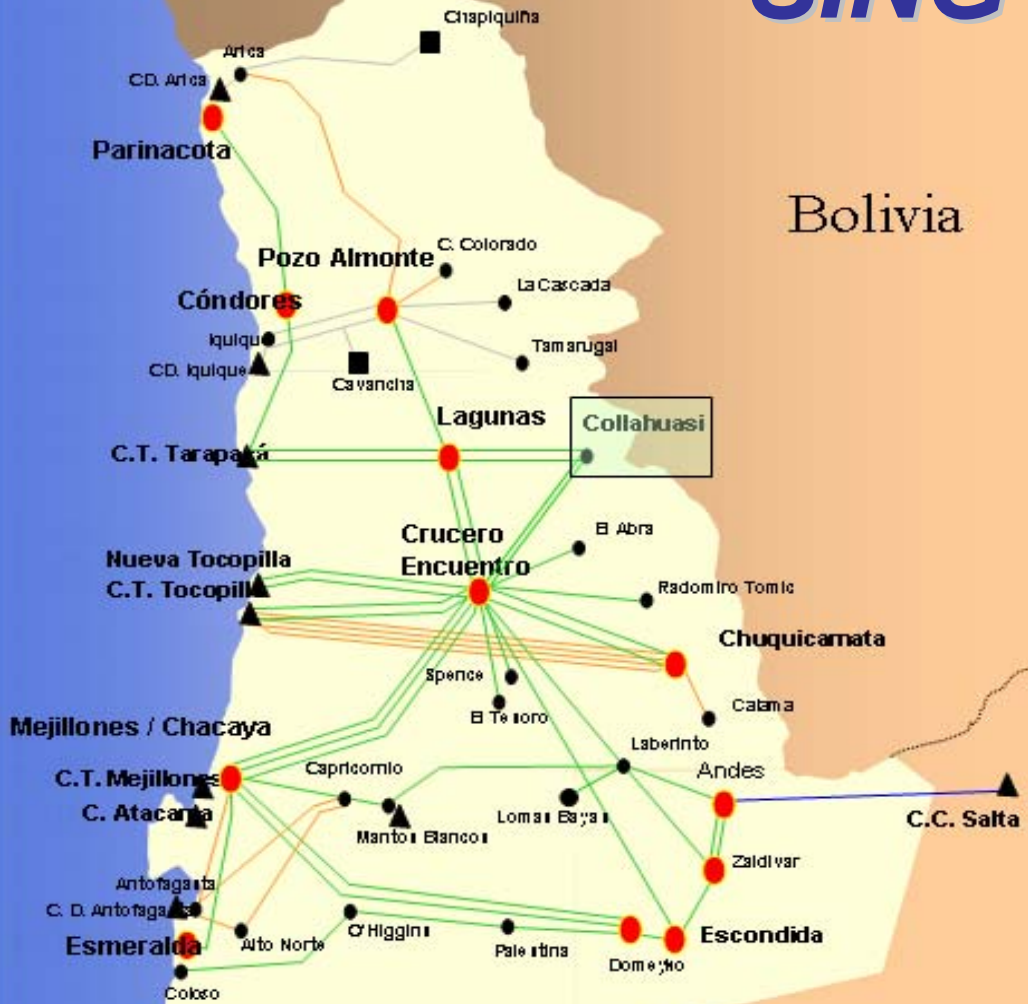 SING
Chapiquiña
Arica
CD. Arica
Parinacota
Bolivia
C. Colorado
Pozo Almonte
La Cascada
Cóndores
Iquique
Tamarugal
CD. Iquique
Cavancha
Lagunas
Collahuasi
C.T. Tarapacá
Crucero
Encuentro
El Abra
Nueva Tocopilla
C.T. Tocopilla
Radomiro Tomic
Chuquicamata
Spence
El Tesoro
Calama
Mejillones / Chacaya
Laberinto
Capricornio
Andes
C.T. Mejillones
C. Atacama
Mantos Blancos
Lomas Bayas
C.C. Salta
Zaldivar
Antofagasta
C. D. Antofagasta
O'Higgins
Esmeralda
Alto Norte
Palestina
Escondida
Domeyko
Coloso